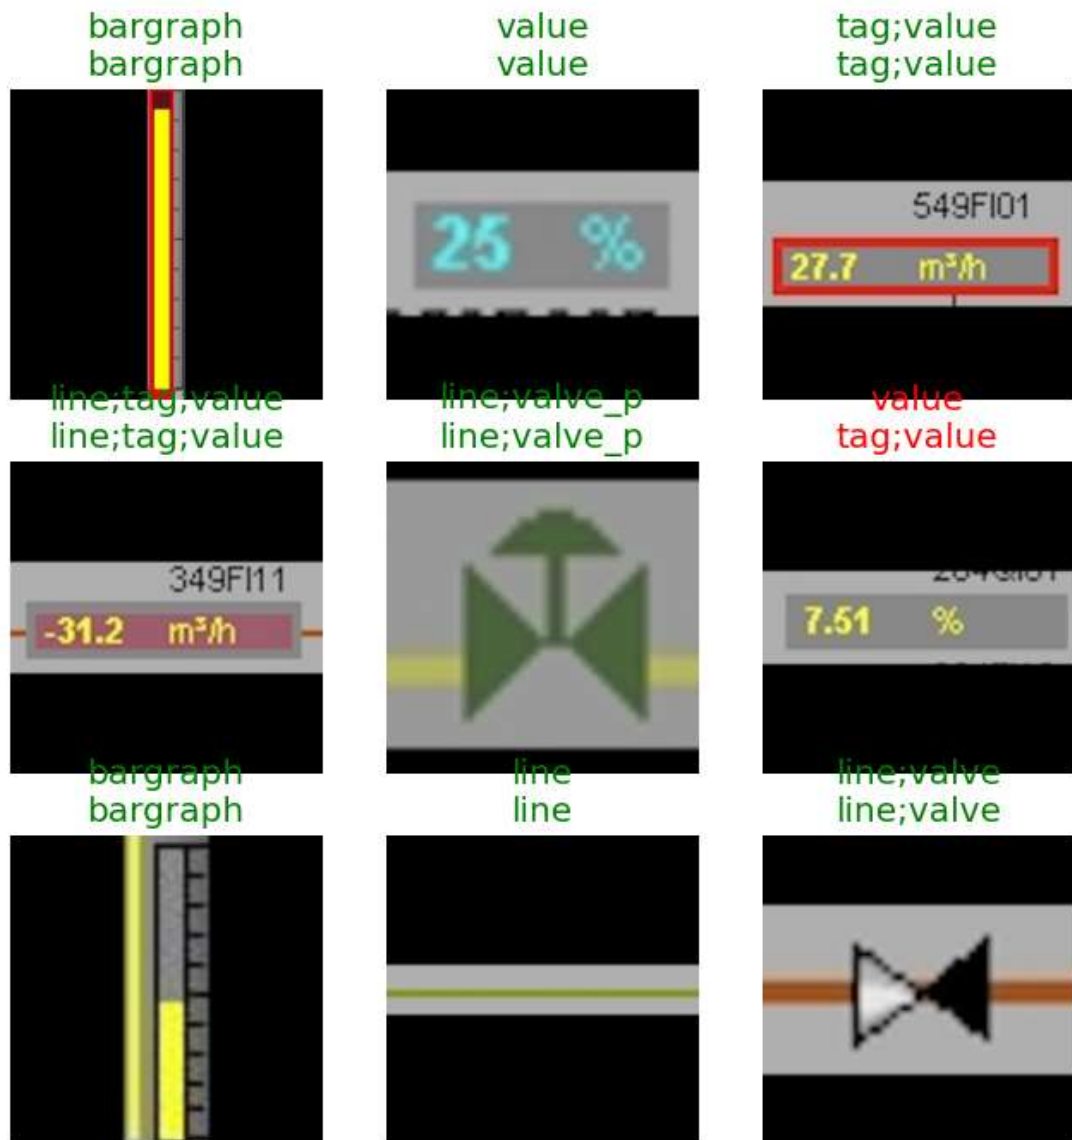 bargraph value tag;value
bargraph value tag;value
549FI01
25 % 27.7 m³/h
line;tag;value line;valve_p value
line;tag;value line;valve_p tag;value
349FI11
-31.2 m³/h 7.51 %
bargraph line line;valve
bargraph line line;valve